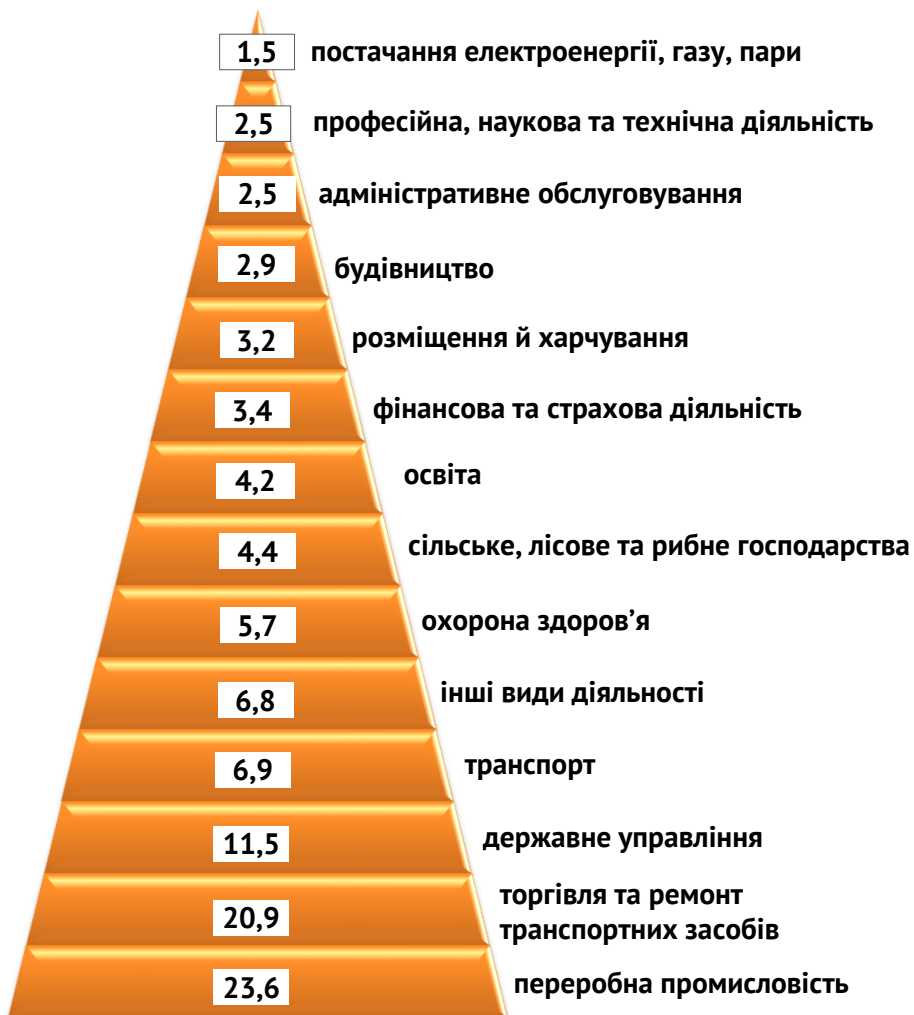 1,5 постачання електроенергії, газу, пари
2,5 професійна, наукова та технічна діяльність
2,5 адміністративне обслуговування
2,9 будівництво
3,2 розміщення й харчування
3,4 фінансова та страхова діяльність
4,2 освіта
4,4 сільське, лісове та рибне господарства
5,7 охорона здоров’я
6,8 інші види діяльності
6,9 транспорт
11,5 державне управління
20,9 торгівля та ремонт
транспортних засобів
23,6 переробна промисловість